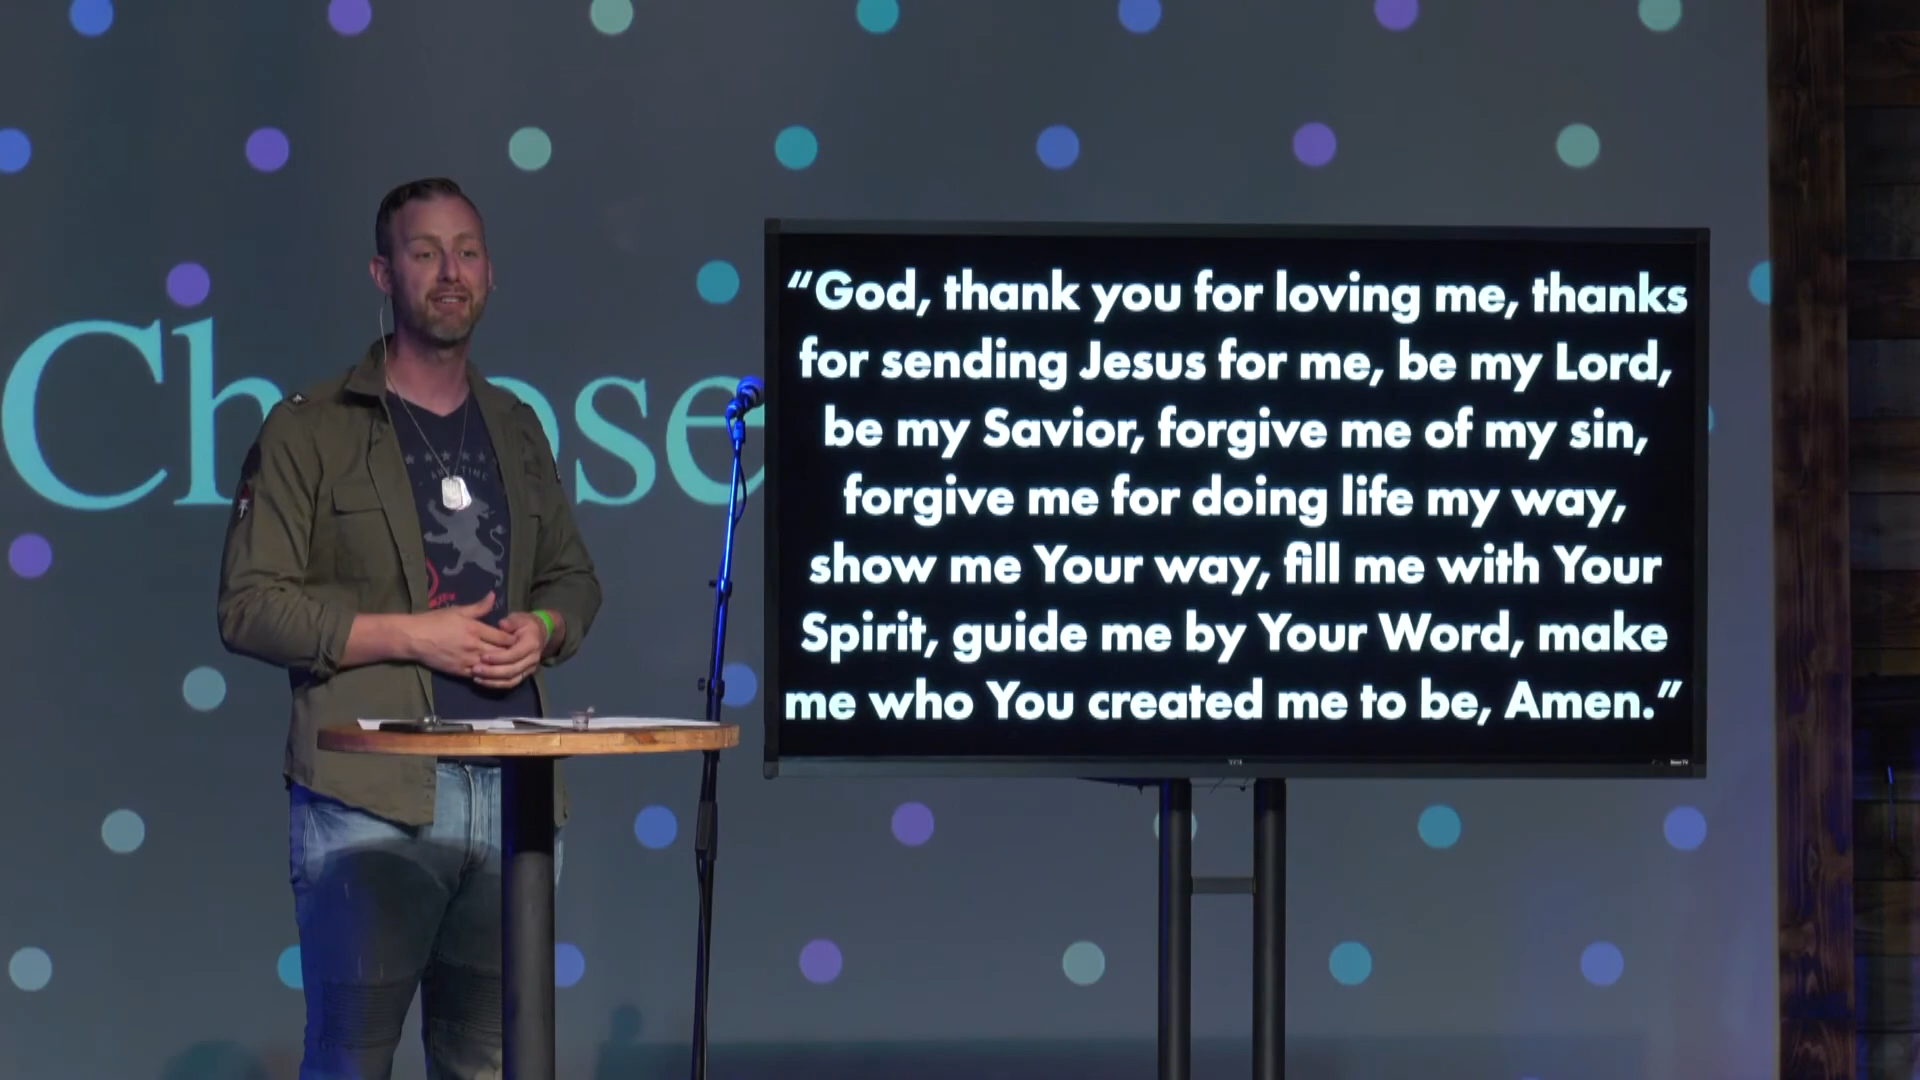 Choose
“God, thank you for loving me, thanks
for sending Jesus for me, be my Lord,
be my Savior, forgive me of my sin,
forgive me for doing life my way,
show me Your way, fill me with Your
Spirit, guide me by Your Word, make
me who You created me to be, Amen.”